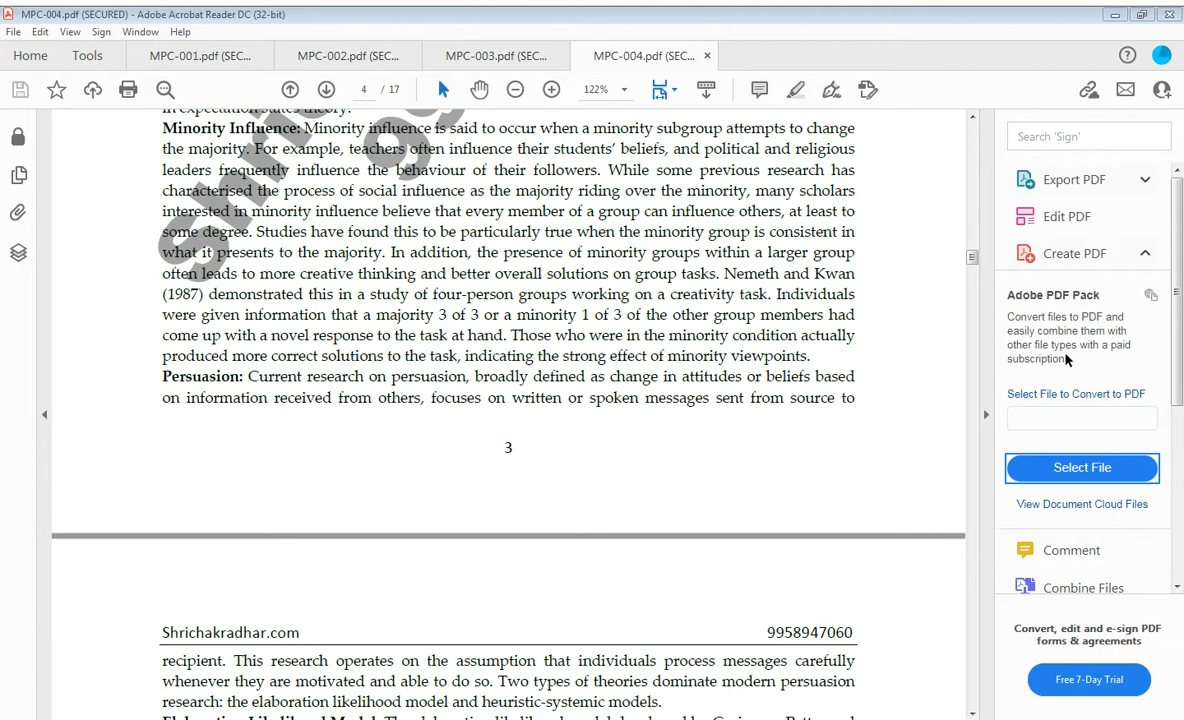 MPC-004.pdf (SECURED) - Adobe Acrobat Reader DC (32-bit)
File Edit View Sign Window Help
Home Tools MPC-001.pdf (SEC... MPC-002.pdf (SEC... MPC-003.pdf (SEC... MPC-004.pdf (SEC... ×
4 / 17 122%
in expectation states theory.
Minority Influence: Minority influence is said to occur when a minority subgroup attempts to change
the majority. For example, teachers often influence their students’ beliefs, and political and religious
leaders frequently influence the behaviour of their followers. While some previous research has
characterised the process of social influence as the majority riding over the minority, many scholars
interested in minority influence believe that every member of a group can influence others, at least to
some degree. Studies have found this to be particularly true when the minority group is consistent in
what it presents to the majority. In addition, the presence of minority groups within a larger group
often leads to more creative thinking and better overall solutions on group tasks. Nemeth and Kwan
(1987) demonstrated this in a study of four-person groups working on a creativity task. Individuals
were given information that a majority 3 of 3 or a minority 1 of 3 of the other group members had
come up with a novel response to the task at hand. Those who were in the minority condition actually
produced more correct solutions to the task, indicating the strong effect of minority viewpoints.
Persuasion: Current research on persuasion, broadly defined as change in attitudes or beliefs based
on information received from others, focuses on written or spoken messages sent from source to
3
Shrichakradhar.com 9958947060
recipient. This research operates on the assumption that individuals process messages carefully
whenever they are motivated and able to do so. Two types of theories dominate modern persuasion
research: the elaboration likelihood model and heuristic-systemic models.
Search 'Sign'
Export PDF
Edit PDF
Create PDF
Adobe PDF Pack
Convert files to PDF and
easily combine them with
other file types with a paid
subscription.
Select File to Convert to PDF
Select File
View Document Cloud Files
Comment
Combine Files
Convert, edit and e-sign PDF
forms & agreements
Free 7-Day Trial